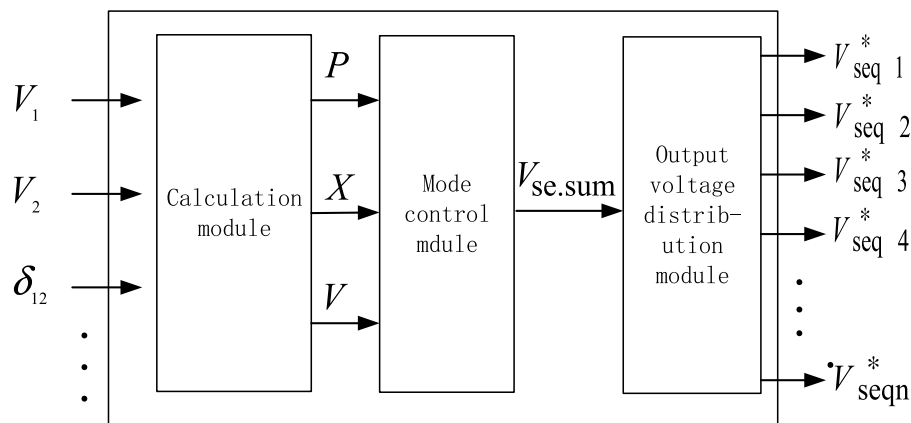 V₁
V₂
δ₁₂
Calculation
module
P
X
V
Mode
control
mdule
V se.sum
Output
voltage
distrib-
ution
module
V*seq 1
V*seq 2
V*seq 3
V*seq 4
V*seqn